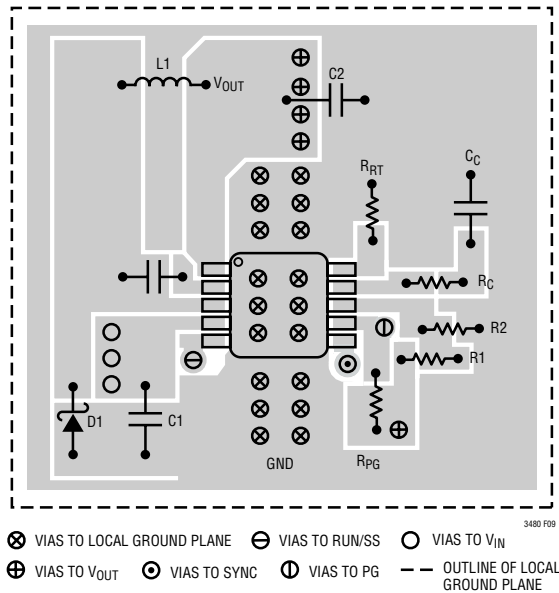 L1
VOUT
C2
RRT
CC
RC
R2
R1
D1
C1
GND
RPG
3480 F09
VIAS TO LOCAL GROUND PLANE
VIAS TO RUN/SS
VIAS TO VIN
VIAS TO VOUT
VIAS TO SYNC
VIAS TO PG
OUTLINE OF LOCAL
GROUND PLANE